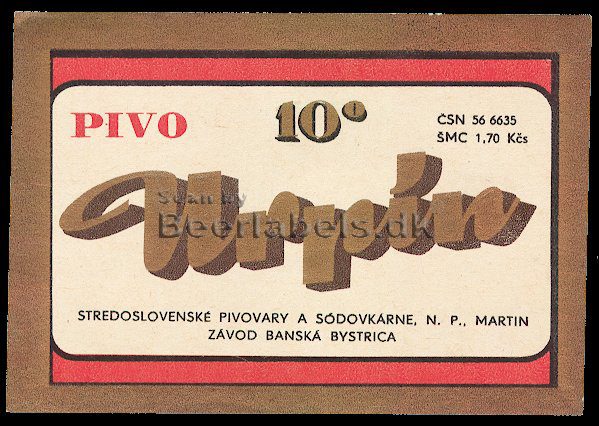 PIVO
10°
ČSN 56 6635
ŠMC 1,70 Kčs
Urpín
Scan by
Beerlabels.dk
STREDOSLOVENSKÉ PIVOVARY A SÓDOVKÁRNE, N. P., MARTIN
ZÁVOD BANSKÁ BYSTRICA